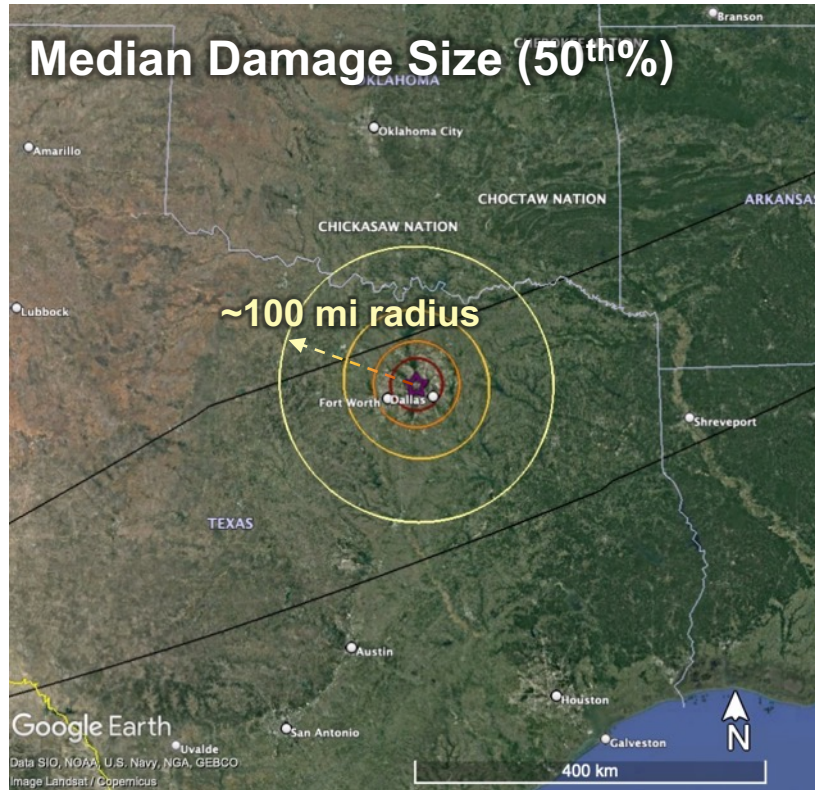 Branson
Median Damage Size (50th%)
CHEROKEE NATION
OKLAHOMA
Oklahoma City
Amarillo
CHOCTAW NATION
ARKANSAS
CHICKASAW NATION
Lubbock
~100 mi radius
Fort Worth
Dallas
Shreveport
TEXAS
Austin
Houston
Google Earth
San Antonio
N
Uvalde
Galveston
Data SIO, NOAA, U.S. Navy, NGA, GEBCO
400 km
Image Landsat / Copernicus